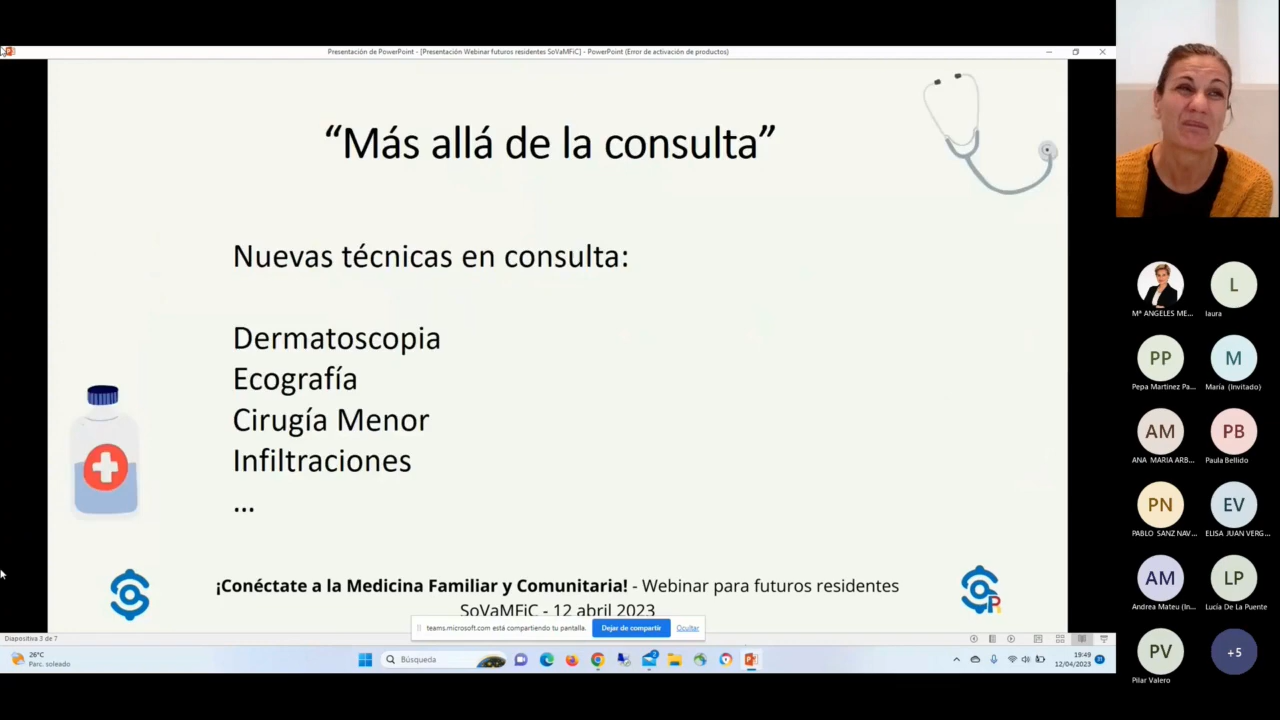 Presentación de PowerPoint - [Presentación Webinar futuros residentes SoVaMFiC] - PowerPoint (Error de activación de productos)
“Más allá de la consulta”
Nuevas técnicas en consulta:
Dermatoscopia
Ecografía
Cirugía Menor
Infiltraciones
...
¡Conéctate a la Medicina Familiar y Comunitaria! - Webinar para futuros residentes
SoVaMFiC - 12 abril 2023
teams.microsoft.com está compartiendo tu pantalla.
Dejar de compartir
Ocultar
Diapositiva 3 de 7
26°C
Parc. soleado
Búsqueda
19:49
12/04/2023
Mª ANGELES ME...
L
laura
PP
Pepa Martinez Pa...
M
María (Invitado)
AM
ANA MARIA ARB...
PB
Paula Bellido
PN
PABLO SANZ NAV...
EV
ELISA JUAN VERG...
AM
Andrea Mateu (In...
LP
Lucía De La Puente
PV
Pilar Valero
+5